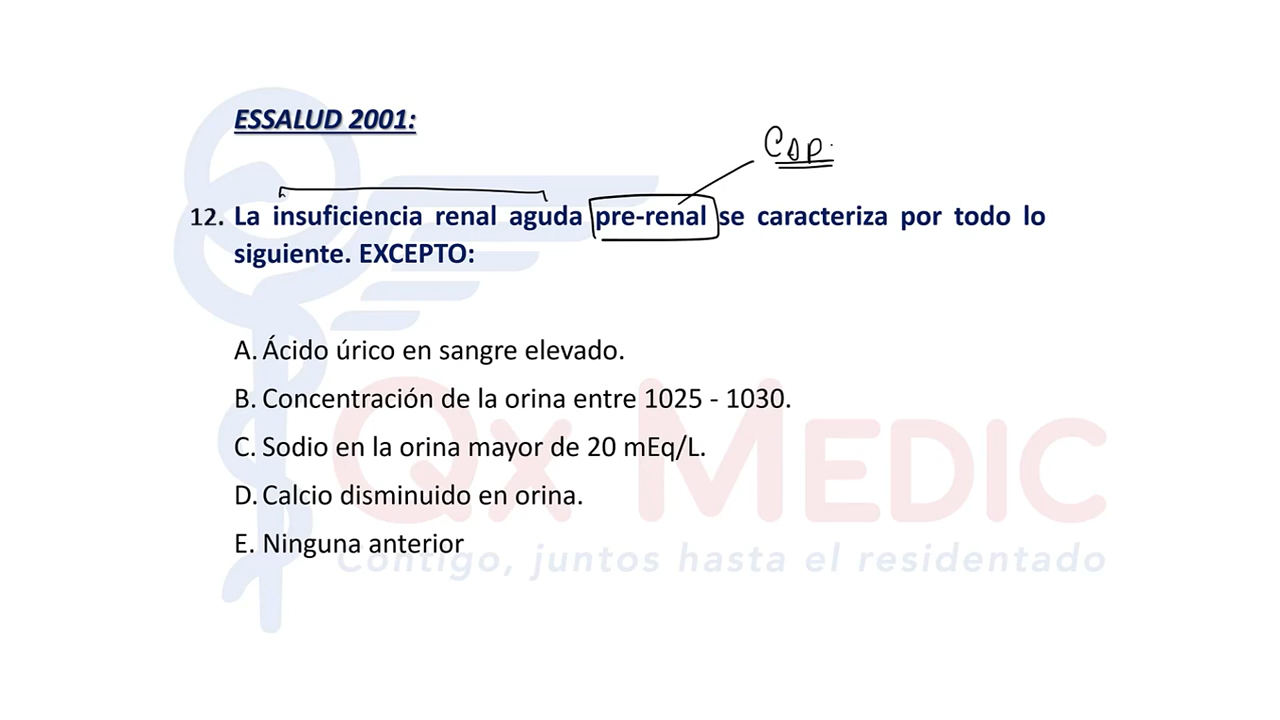 ESSALUD 2001:
12. La insuficiencia renal aguda pre-renal se caracteriza por todo lo
siguiente. EXCEPTO:
A. Ácido úrico en sangre elevado.
B. Concentración de la orina entre 1025 - 1030.
C. Sodio en la orina mayor de 20 mEq/L.
D. Calcio disminuido en orina.
E. Ninguna anterior
Qx MEDIC
Contigo, juntos hasta el residentado